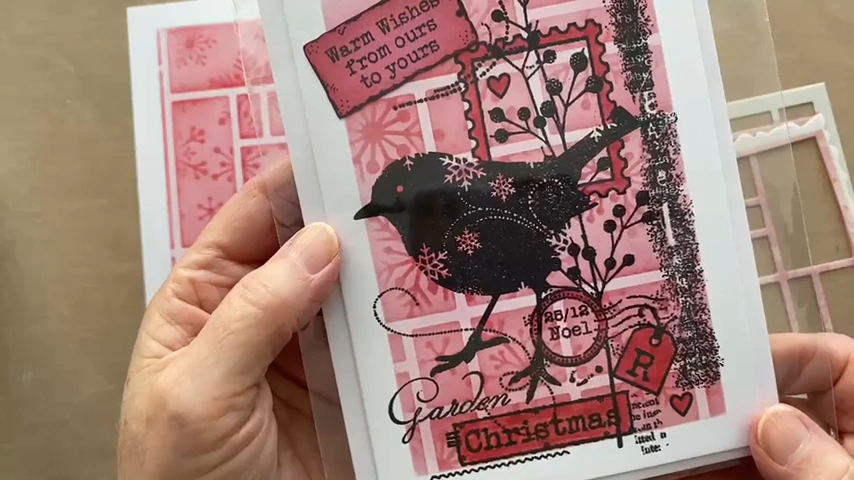 Warm Wishes
from ours
to yours
25/12
Noel.
R
Garden
Christmas